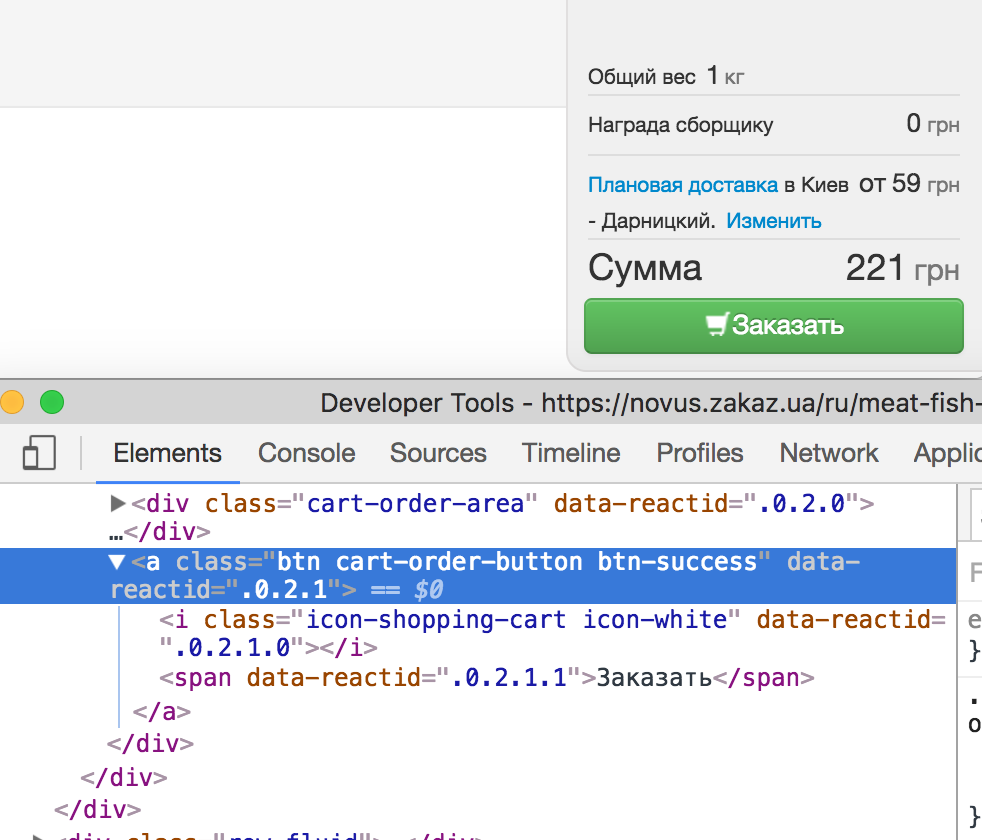 Общий вес 1 кг
Награда сборщику 0 грн
Плановая доставка в Киев от 59 грн
- Дарницкий. Изменить
Сумма 221 грн
Заказать
Developer Tools - https://novus.zakaz.ua/ru/meat-fish-
Elements Console Sources Timeline Profiles Network Applic
▶<div class="cart-order-area" data-reactid=".0.2.0">
…</div>
▼<a class="btn cart-order-button btn-success" data-
reactid=".0.2.1"> == $0
<i class="icon-shopping-cart icon-white" data-reactid=
".0.2.1.0"></i>
<span data-reactid=".0.2.1.1">Заказать</span>
</a>
</div>
</div>
</div>